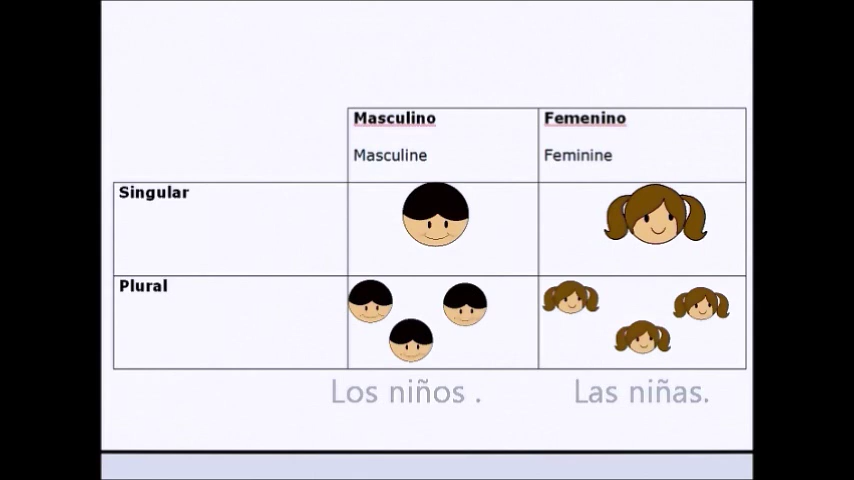 Masculino Femenino
Masculine Feminine
Singular
Plural
Los niños . Las niñas.